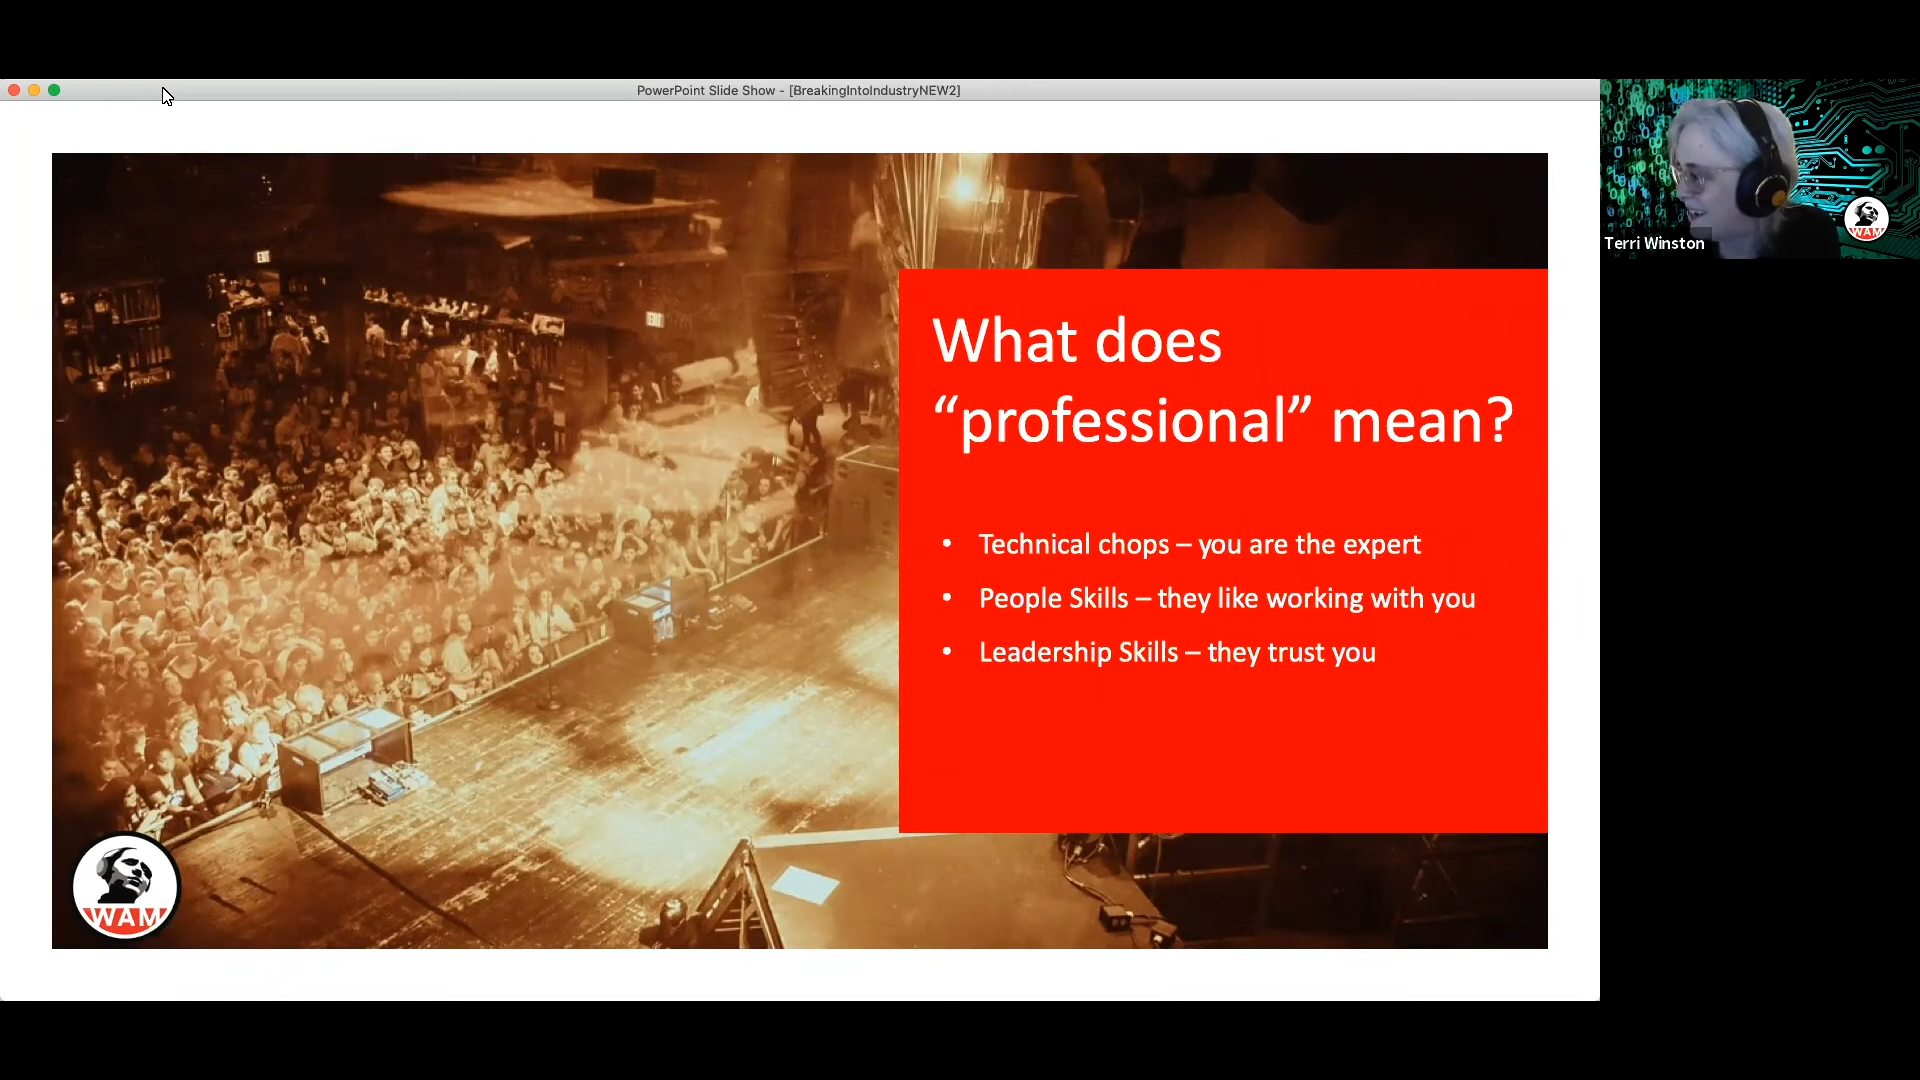 PowerPoint Slide Show - [BreakingIntoIndustryNEW2]
What does
“professional” mean?
• Technical chops – you are the expert
• People Skills – they like working with you
• Leadership Skills – they trust you
WAM
Terri Winston
WAM